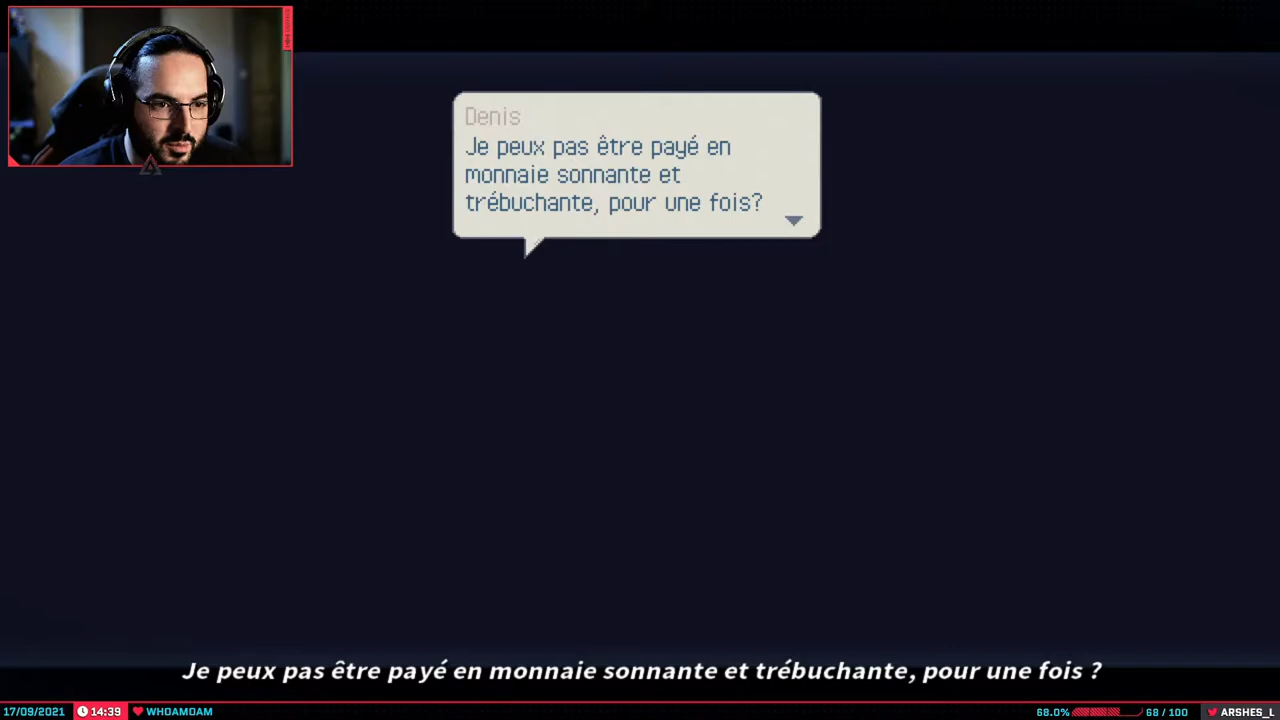 Denis
Je peux pas être payé en
monnaie sonnante et
trébuchante, pour une fois?
Je peux pas être payé en monnaie sonnante et trébuchante, pour une fois ?
17/09/2021 14:39 WHOAMOAM 68.0% 68 / 100 ARSHES_L